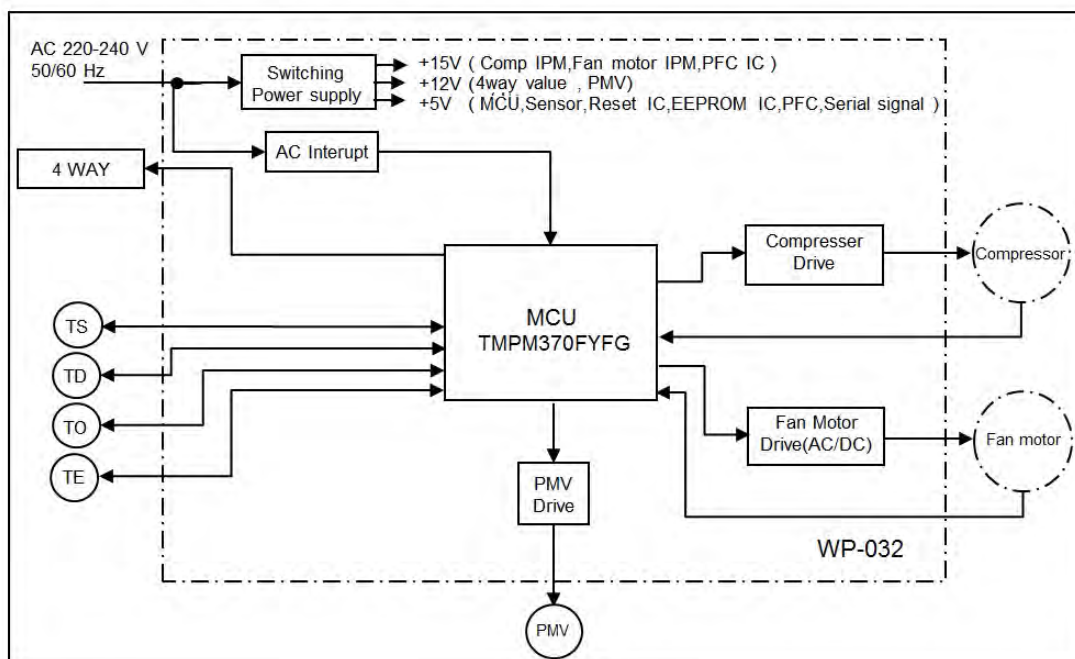 AC 220-240 V
50/60 Hz
Switching
Power supply
+15V ( Comp IPM,Fan motor IPM,PFC IC )
+12V (4way value , PMV)
+5V ( MCU,Sensor,Reset IC,EEPROM IC,PFC,Serial signal )
AC Interupt
4 WAY
Compresser
Drive
Compressor
MCU
TMPM370FYFG
TS
TD
TO
TE
Fan Motor
Drive(AC/DC)
Fan motor
PMV
Drive
WP-032
PMV